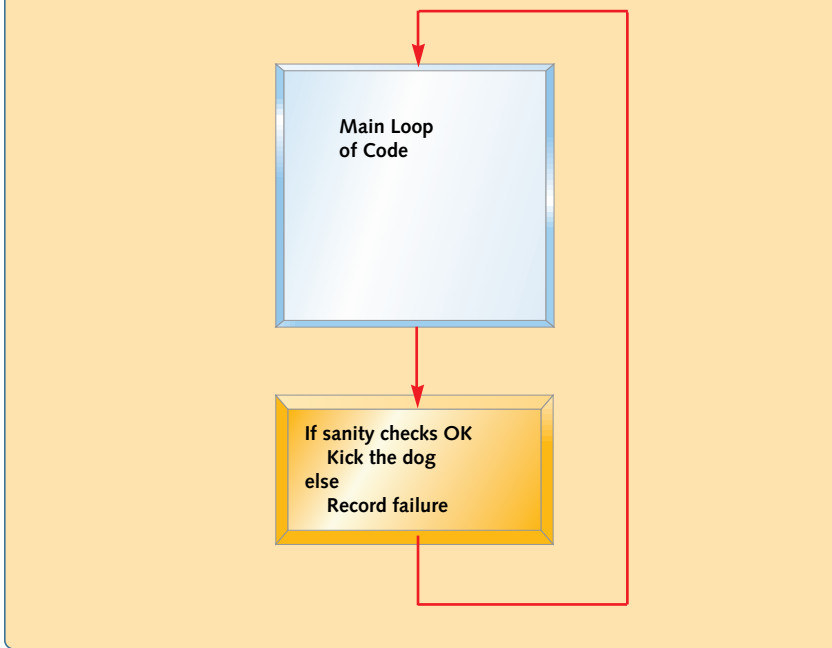 Main Loop
of Code
If sanity checks OK
Kick the dog
else
Record failure